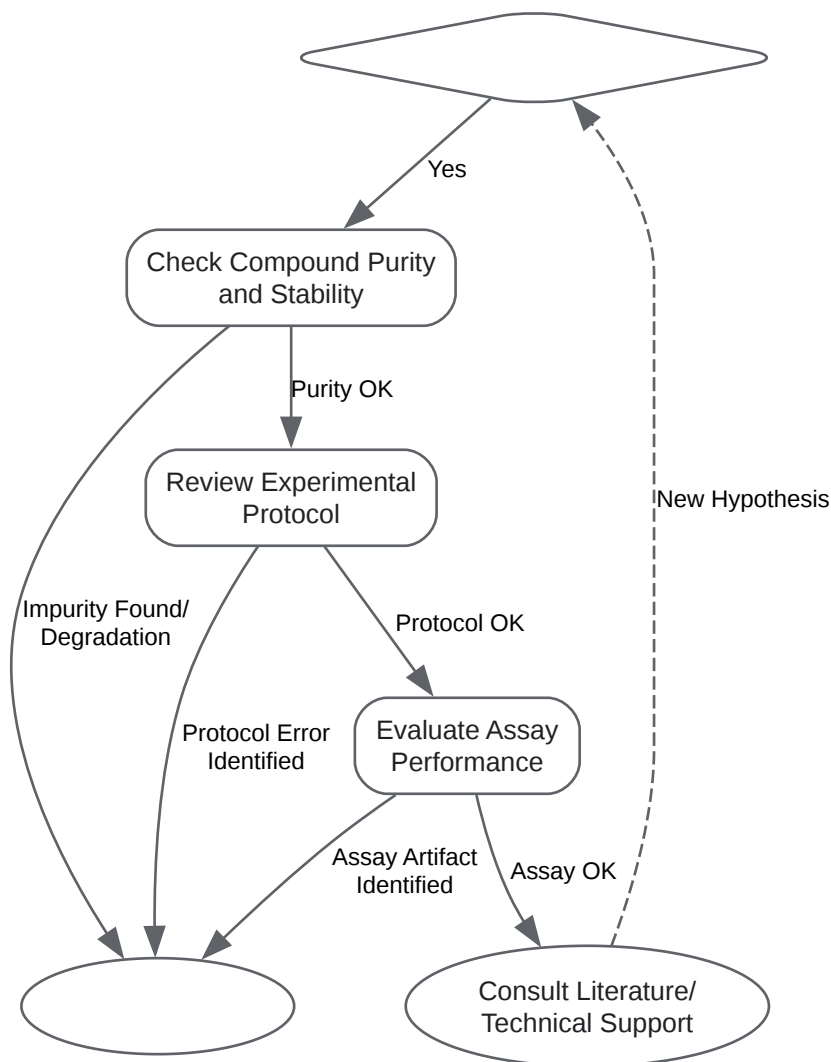 Yes
Check Compound Purity
and Stability
Purity OK
Review Experimental
Protocol
New Hypothesis
Impurity Found/
Degradation
Protocol OK
Protocol Error
Identified
Evaluate Assay
Performance
Assay Artifact
Identified
Assay OK
Consult Literature/
Technical Support